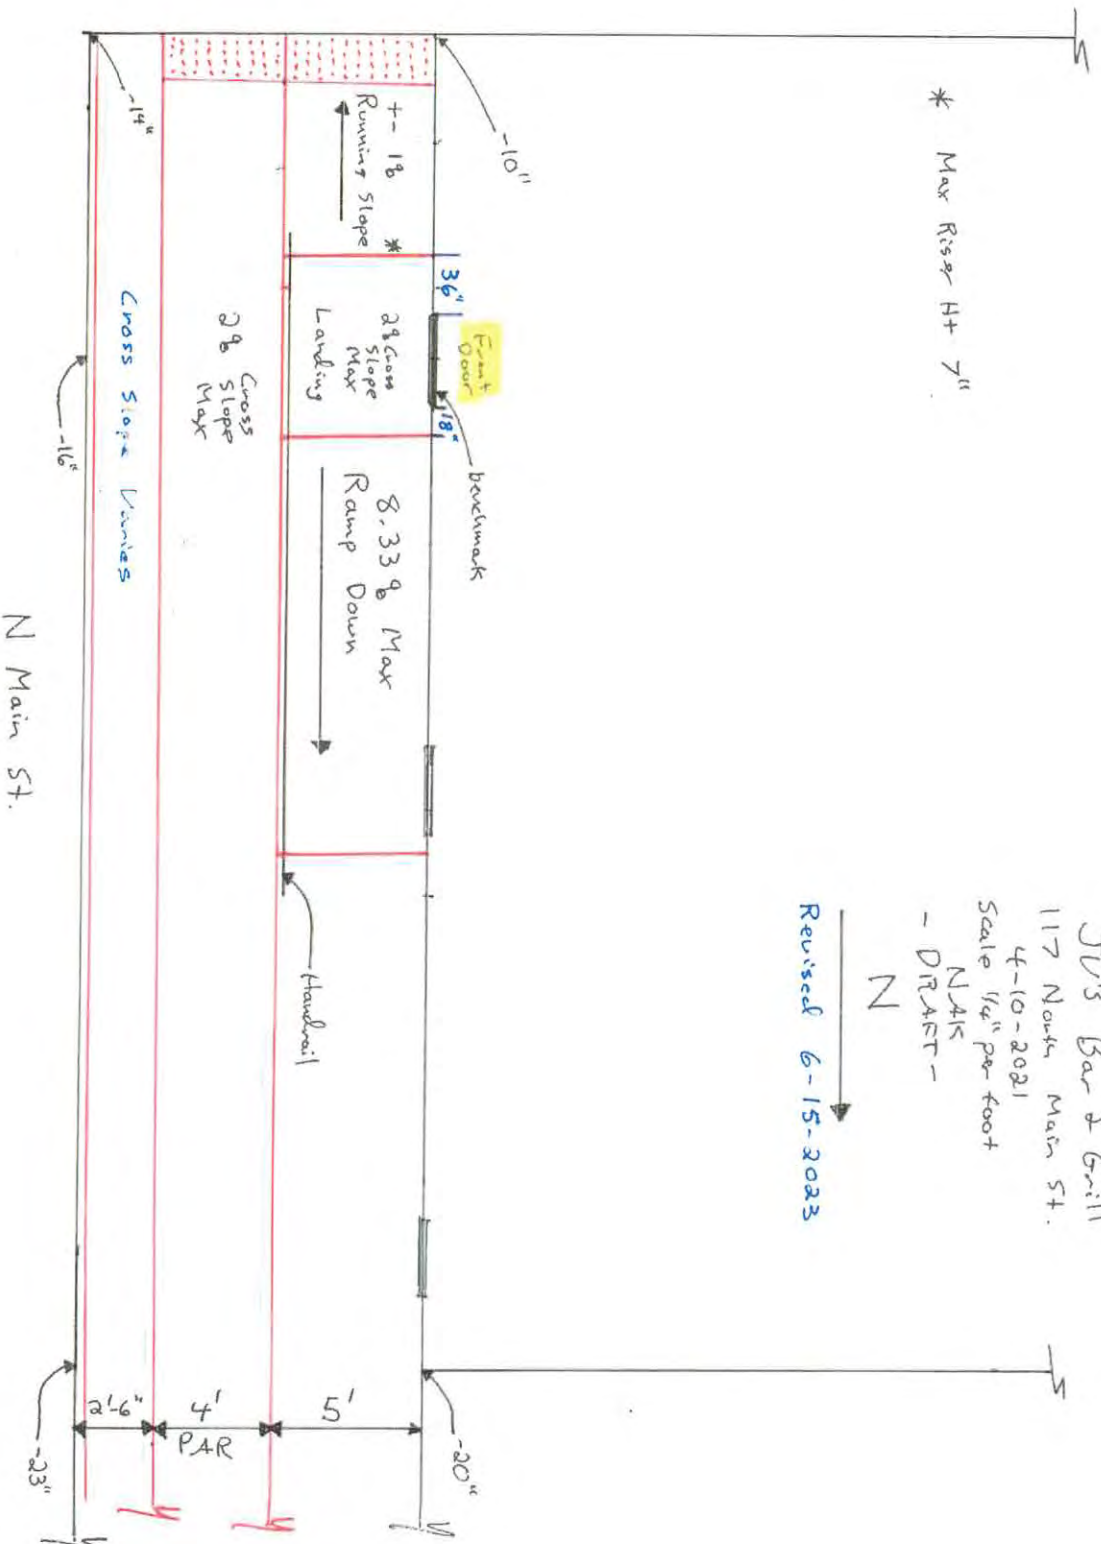 JD's Bar & Grill
117 North Main St.
4-10-2021
Scale 1/4" per foot
NAK
- DRAFT -
N
Revised 6-15-2023
* Max Riser Ht 7"
-10"
-14"
+- 1%
Running Slope
*
36"
Front
Door
18"
benchmark
2% Cross
Slope
Max
Landing
2% Cross
Slope
Max
8.33% Max
Ramp Down
-16"
Cross Slope Varies
Handrail
N Main St.
5'
4'
PAR
2'-6"
-20"
-23"